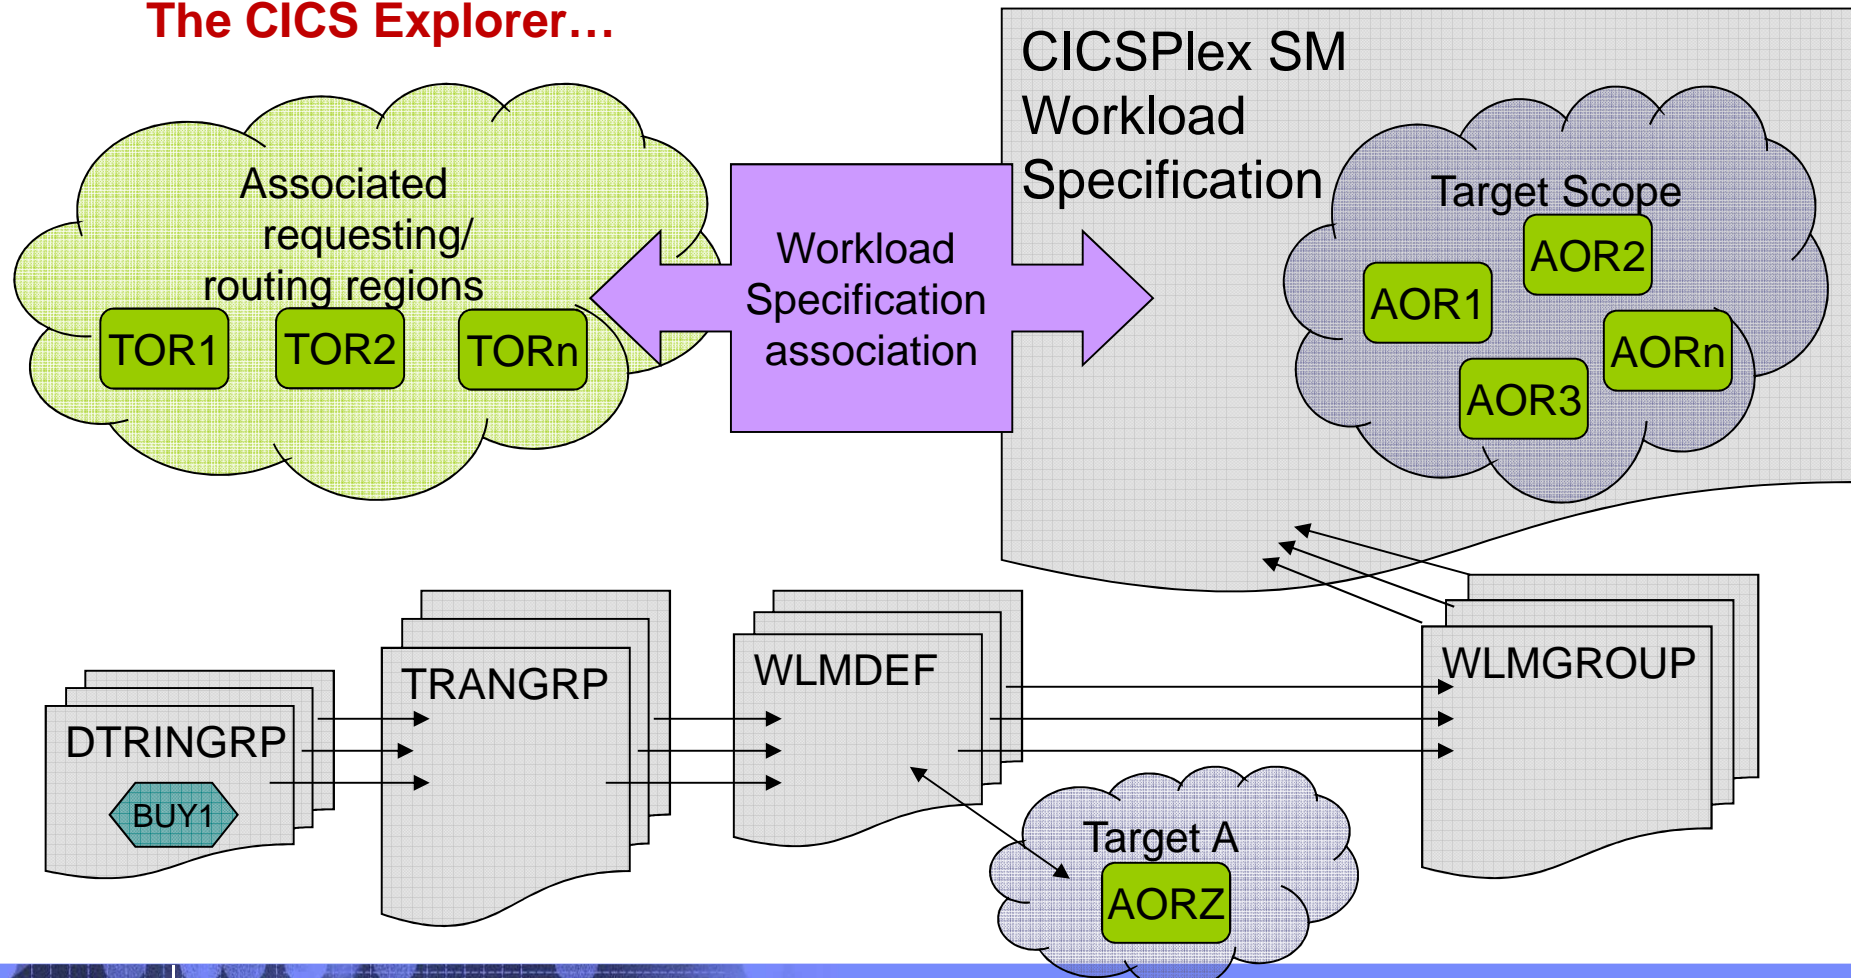 The CICS Explorer…
CICSPlex SM
Workload
Specification
Associated
requesting/
routing regions
TOR1
TOR2
TORn
Workload
Specification
association
Target Scope
AOR2
AOR1
AORn
AOR3
DTRINGRP
BUY1
TRANGRP
WLMDEF
WLMGROUP
Target A
AORZ